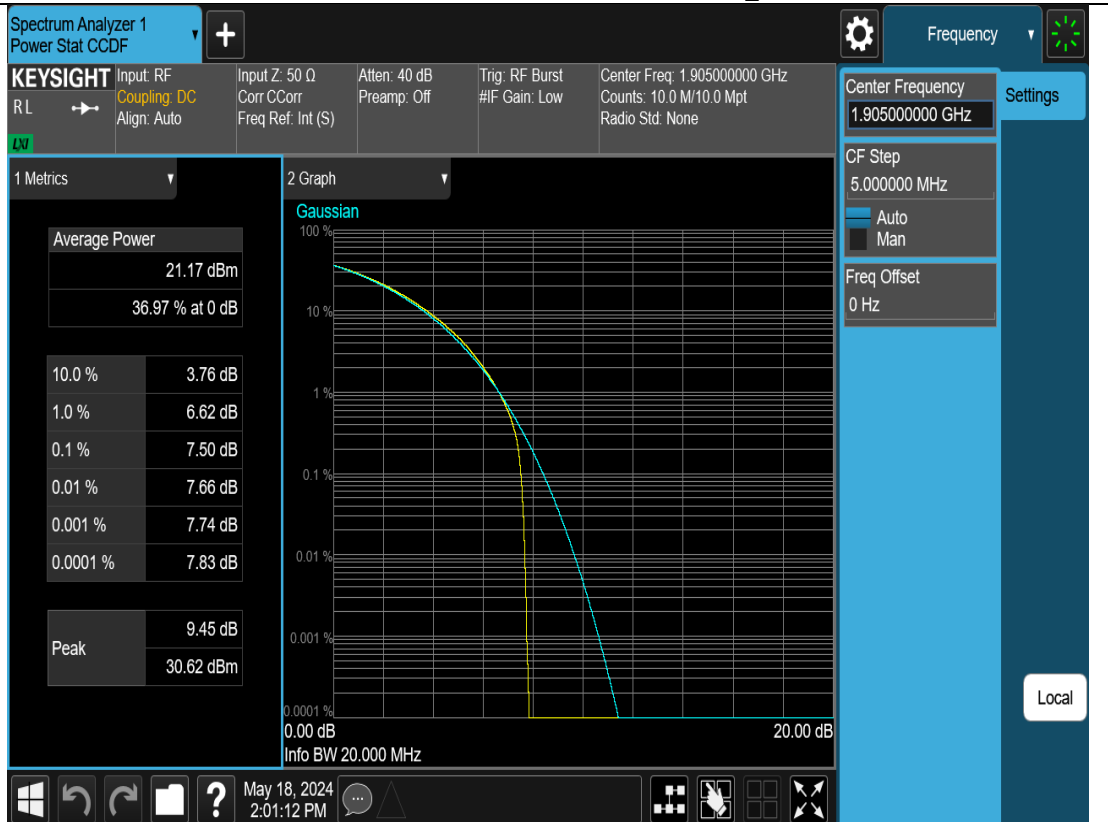 Spectrum Analyzer 1
Power Stat CCDF
+
Frequency
KEYSIGHT
RL
LXI
Input: RF
Coupling: DC
Align: Auto
Input Z: 50 Ω
Corr CCorr
Freq Ref: Int (S)
Atten: 40 dB
Preamp: Off
Trig: RF Burst
#IF Gain: Low
Center Freq: 1.905000000 GHz
Counts: 10.0 M/10.0 Mpt
Radio Std: None
Center Frequency
1.905000000 GHz
Settings
CF Step
5.000000 MHz
Auto
Man
Freq Offset
0 Hz
Local
1 Metrics
Average Power
21.17 dBm
36.97 % at 0 dB
10.0 % 3.76 dB
1.0 % 6.62 dB
0.1 % 7.50 dB
0.01 % 7.66 dB
0.001 % 7.74 dB
0.0001 % 7.83 dB
Peak
9.45 dB
30.62 dBm
2 Graph
Gaussian
100 %
10 %
1 %
0.1 %
0.01 %
0.001 %
0.0001 %
0.00 dB 20.00 dB
Info BW 20.000 MHz
?
May 18, 2024
2:01:12 PM